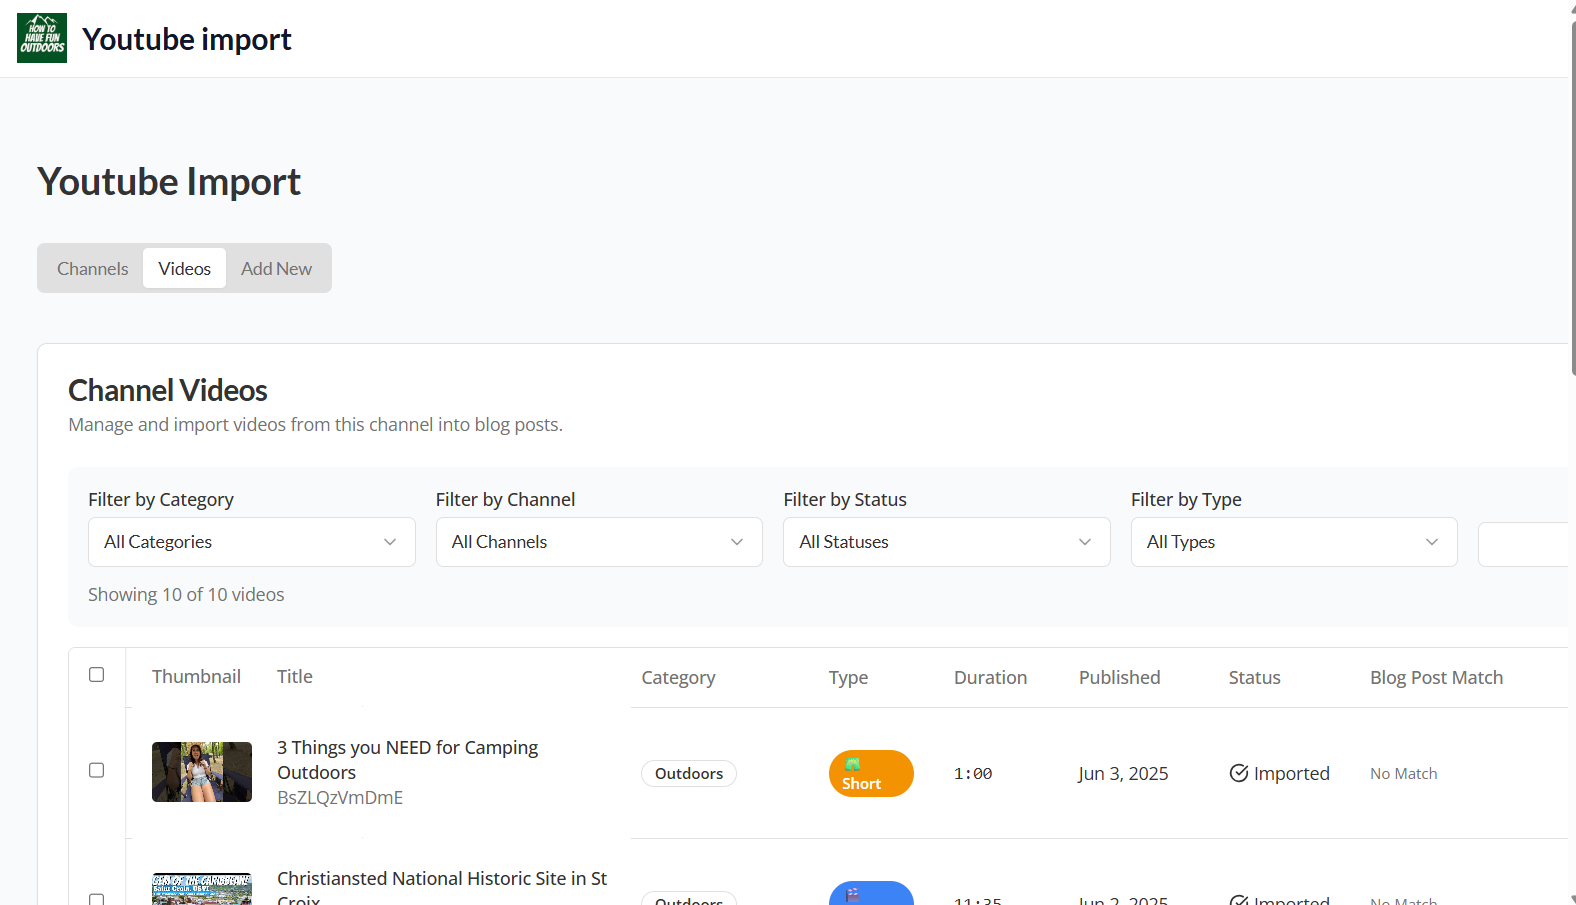 HOW TO
HAVE FUN
OUTDOORS
Youtube import
Youtube Import
Channels
Videos
Add New
Channel Videos
Manage and import videos from this channel into blog posts.
Filter by Category
Filter by Channel
Filter by Status
Filter by Type
All Categories
All Channels
All Statuses
All Types
Showing 10 of 10 videos
Thumbnail
Title
Category
Type
Duration
Published
Status
Blog Post Match
3 Things you NEED for Camping
Outdoors
BsZLQzVmDmE
Outdoors
Short
1:00
Jun 3, 2025
Imported
No Match
Saint Croix, USVI
Christiansted National Historic Site in St
Croix
Outdoors
11:35
Jun 2, 2025
Imported
No Match